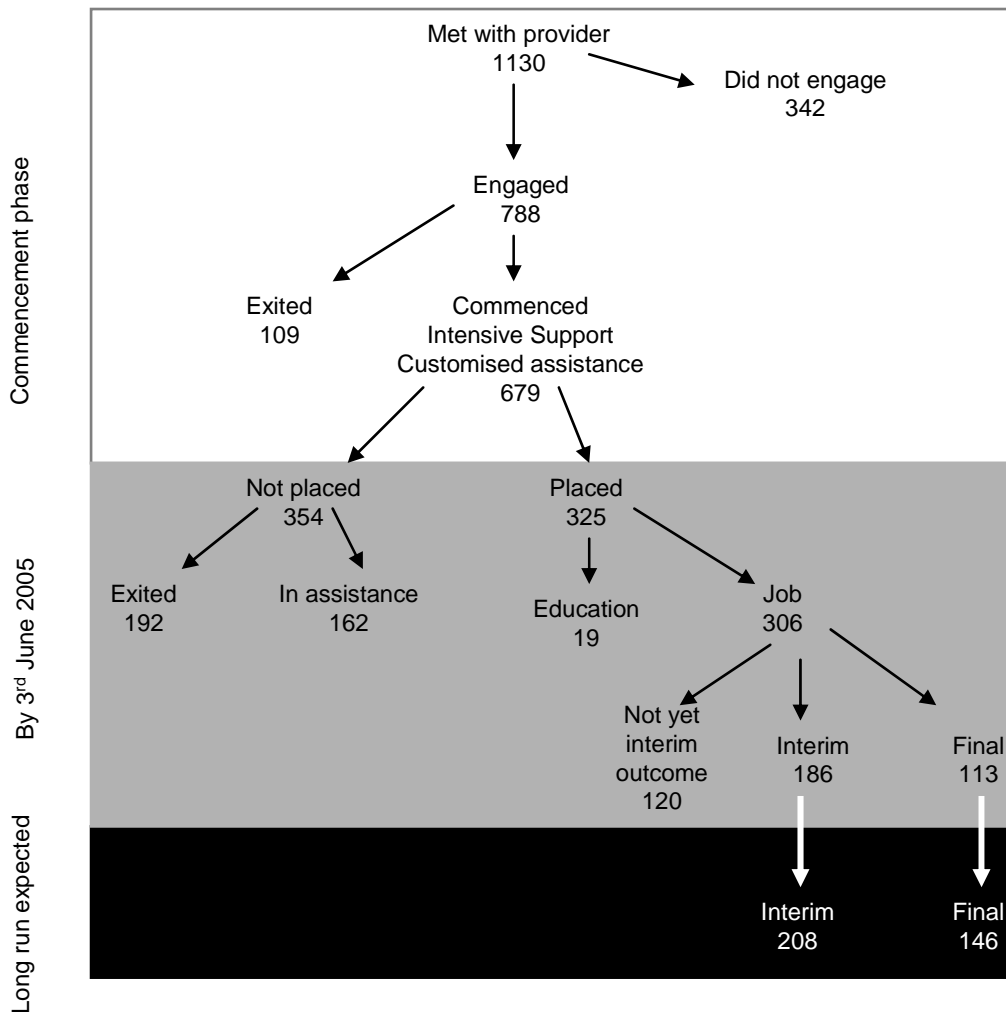 Met with provider
1130
Did not engage
342
Engaged
788
Exited
109
Commenced
Intensive Support
Customised assistance
679
Commencement phase
Not placed
354
Placed
325
Exited
192
In assistance
162
Education
19
Job
306
Not yet
interim
outcome
120
Interim
186
Final
113
By 3rd June 2005
Interim
208
Final
146
Long run expected